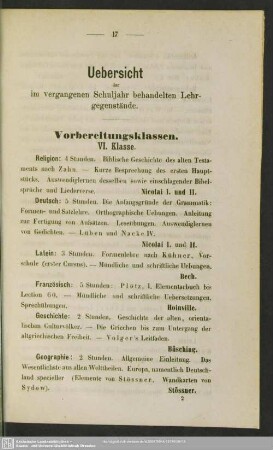 — 17 —
Uebersicht
der
im vergangenen Schuljahr behandelten Lehr-
gegenstände.
Vorbereitungsklassen.
VI. Klasse.
Religion: 4 Stunden. Biblische Geschichte des alten Testa-
ments nach Zahn. — Kurze Besprechung des ersten Haupt-
stücks. Auswendiglernen desselben sowie einschlagender Bibel-
sprüche und Liederverse. Nicolai I. und II.
Deutsch: 5 Stunden. Die Anfangsgründe der Grammatik:
Formen- und Satzlehre. Orthographische Uebungen. Anleitung
zur Fertigung von Aufsätzen. Leseübungen. Auswendiglernen
von Gedichten. — Lüben und Nacke IV.
Nicolai I. und II.
Latein: 3 Stunden. Formenlehre nach Kühner, Vor-
schule (erster Cursus). — Mündliche und schriftliche Uebungen.
Bech.
Französisch: 5 Stunden: Plötz, I. Elementarbuch bis
Lection 60. — Mündliche und schriftliche Uebersetzungen.
Sprechübungen. Roinville.
Geschichte: 2 Stunden. Geschichte der alten, orienta-
lischen Culturvölker. — Die Griechen bis zum Untergang der
altgriechischen Freiheit. — Volger's Leitfaden.
Büsching.
Geographie: 2 Stunden. Allgemeine Einleitung. Das
Wesentlichste aus allen Welttheilen. Europa, namentlich Deutsch-
land specieller (Elemente von Stössner. Wandkarten von
Sydow). Stössner.
2